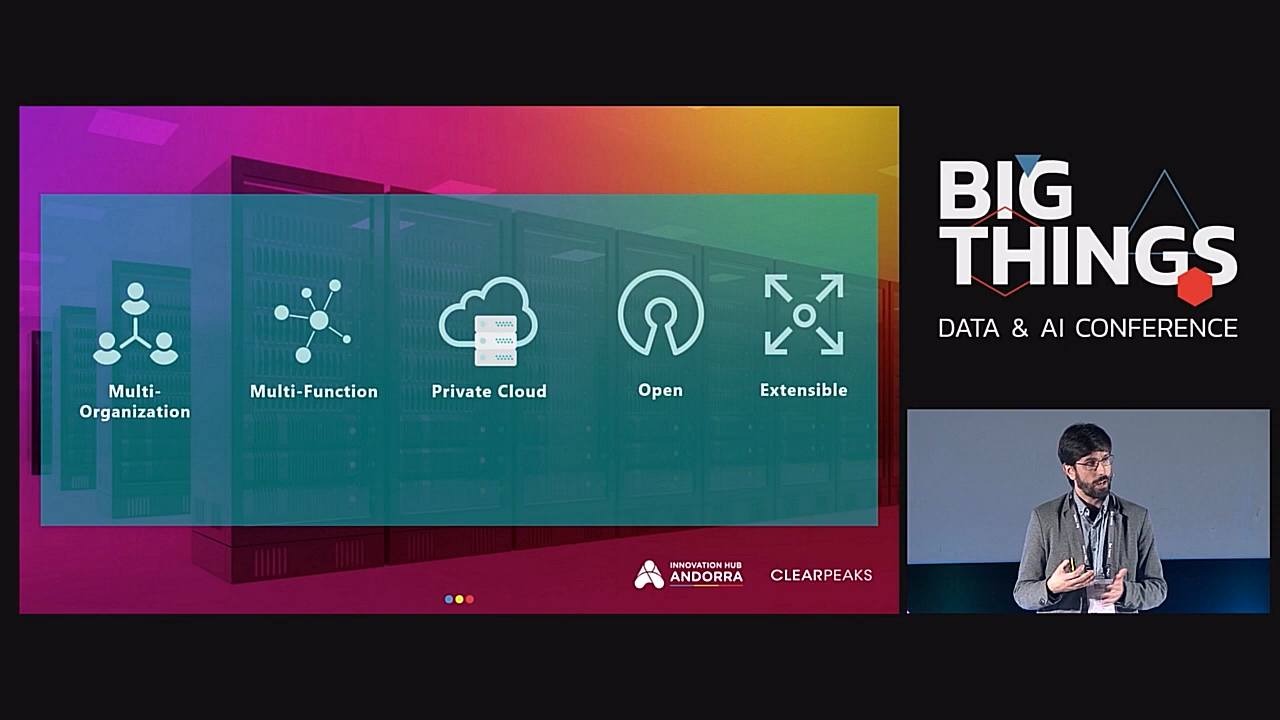 Multi-
Organization
Multi-Function
Private Cloud
Open
Extensible
INNOVATION HUB
ANDORRA
CLEARPEAKS
BIG
THINGS
DATA & AI CONFERENCE